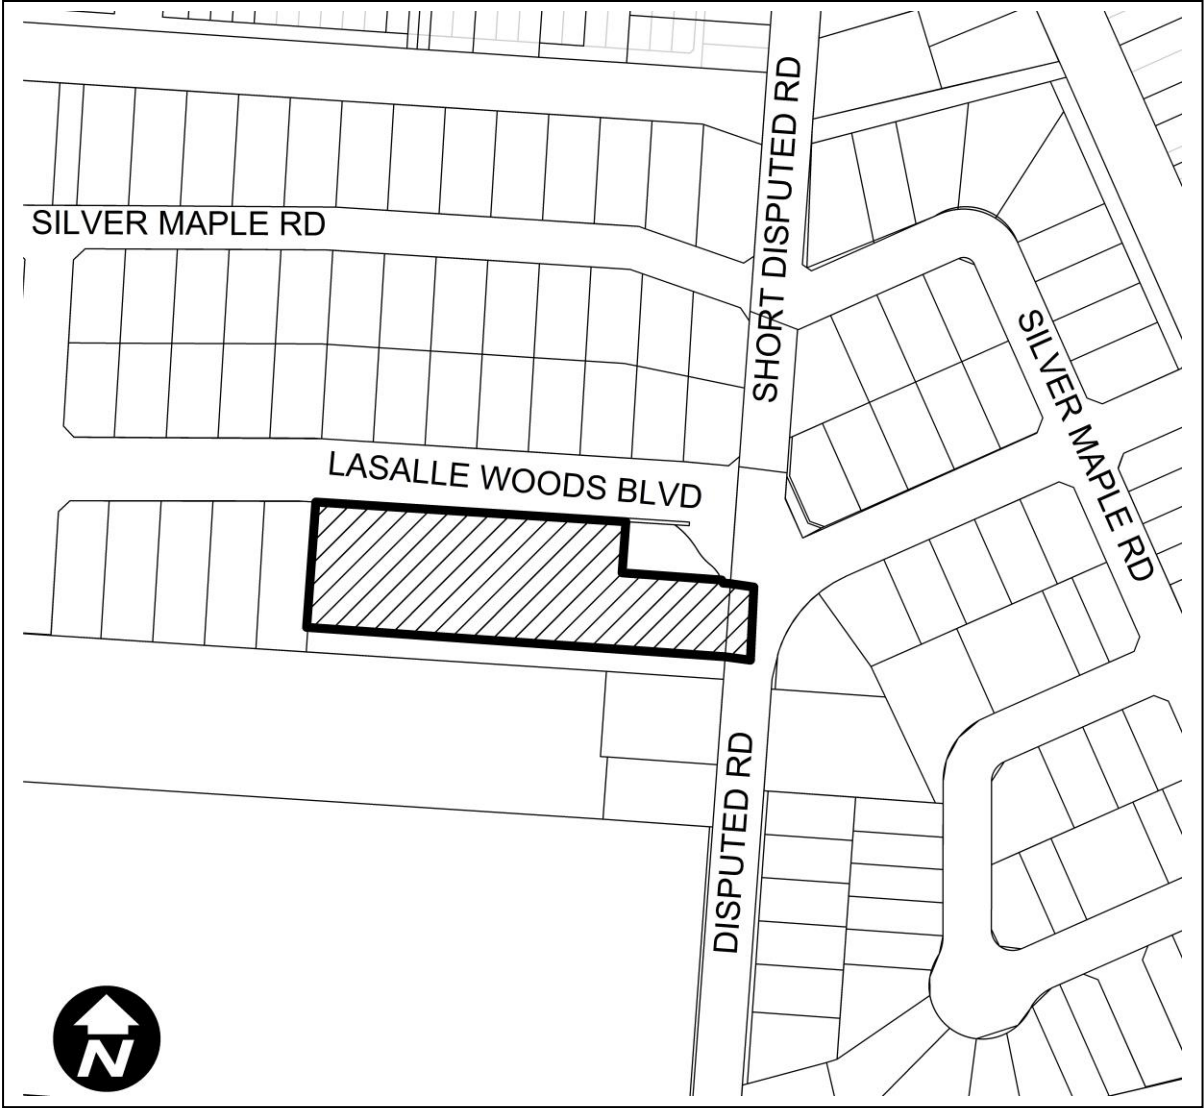 SHORT DISPUTED RD
SILVER MAPLE RD
SILVER MAPLE RD
LASALLE WOODS BLVD
DISPUTED RD
N